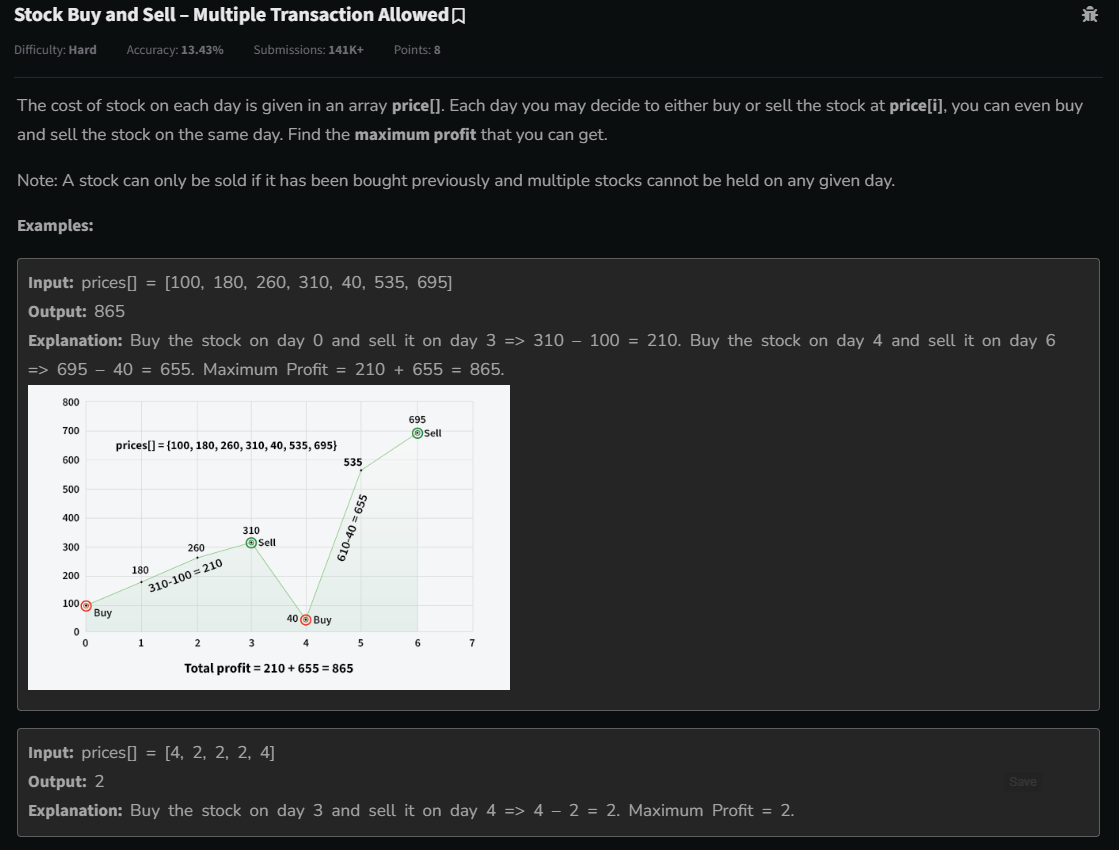 Stock Buy and Sell – Multiple Transaction Allowed
Difficulty: Hard Accuracy: 13.43% Submissions: 141K+ Points: 8
The cost of stock on each day is given in an array price[]. Each day you may decide to either buy or sell the stock at price[i], you can even buy
and sell the stock on the same day. Find the maximum profit that you can get.
Note: A stock can only be sold if it has been bought previously and multiple stocks cannot be held on any given day.
Examples:
Input: prices[] = [100, 180, 260, 310, 40, 535, 695]
Output: 865
Explanation: Buy the stock on day 0 and sell it on day 3 => 310 – 100 = 210. Buy the stock on day 4 and sell it on day 6
=> 695 – 40 = 655. Maximum Profit = 210 + 655 = 865.
800
695
700
Sell
prices[] = {100, 180, 260, 310, 40, 535, 695}
600
535
500
610-40 = 655
400
310
Sell
300
260
180
310-100 = 210
200
100
Buy
40
Buy
0
0 1 2 3 4 5 6 7
Total profit = 210 + 655 = 865
Input: prices[] = [4, 2, 2, 2, 4]
Output: 2
Save
Explanation: Buy the stock on day 3 and sell it on day 4 => 4 – 2 = 2. Maximum Profit = 2.